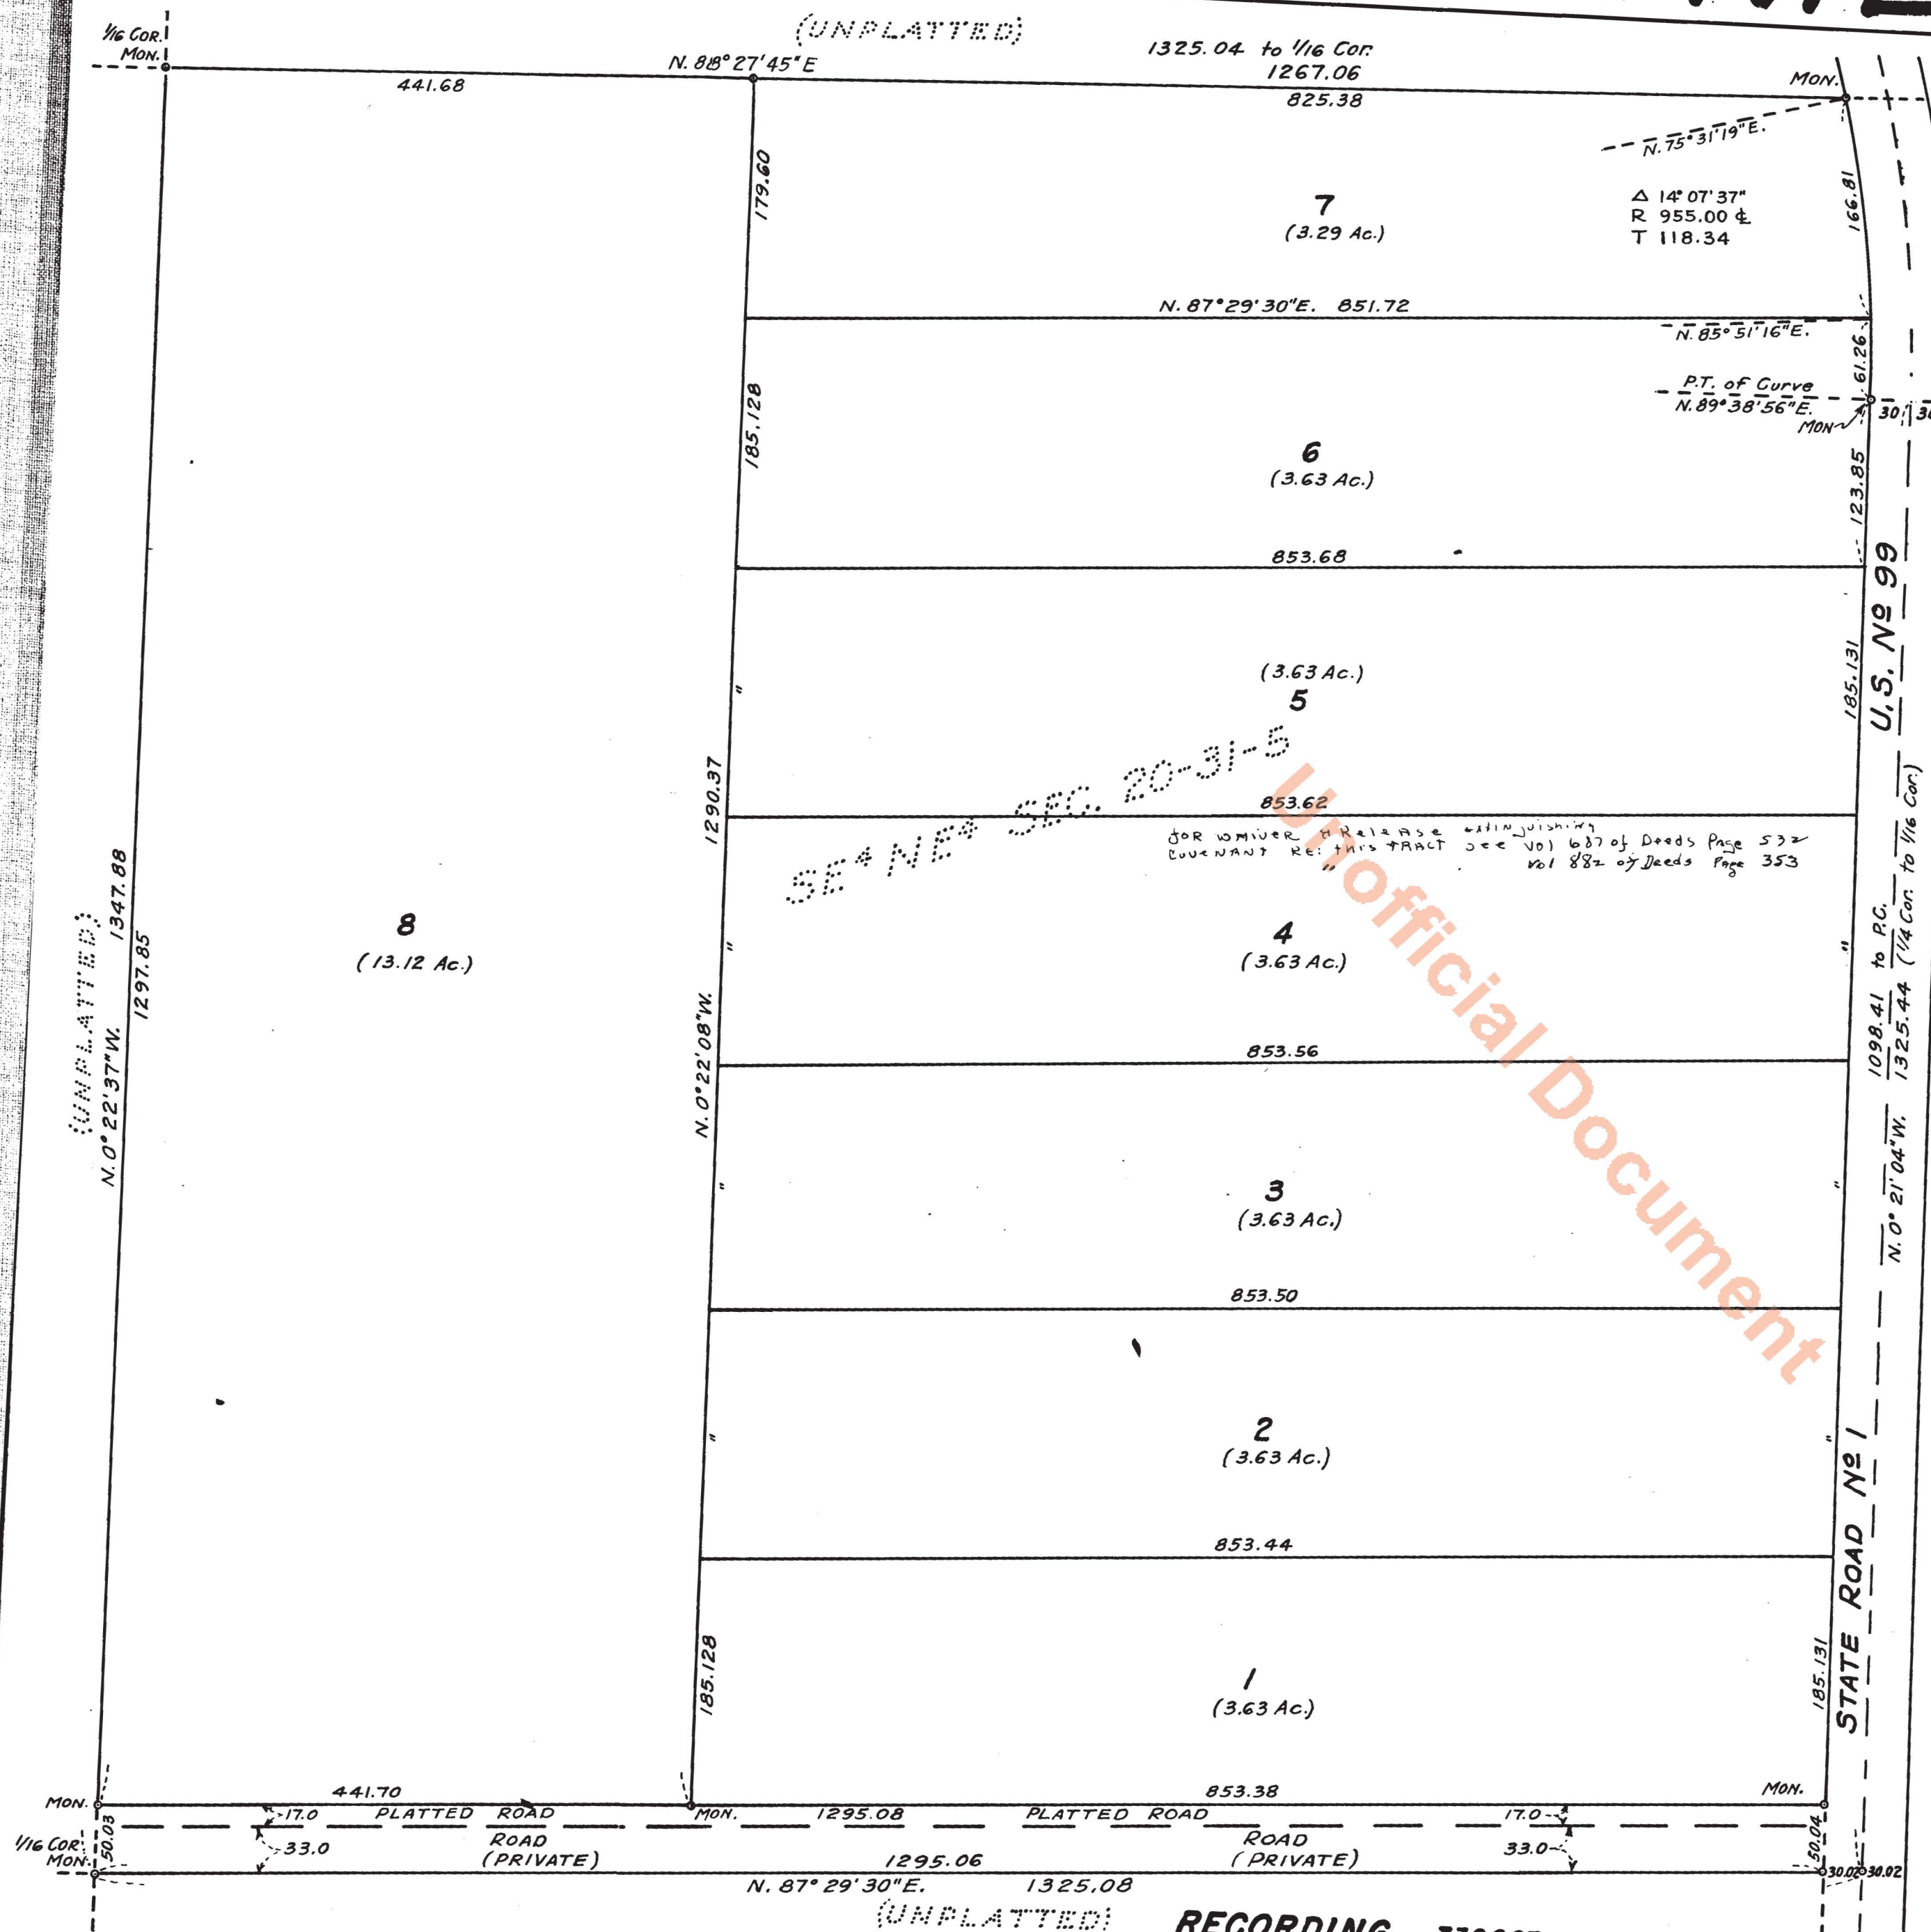 (UNPLATTED)
1/16 COR.
MON.
N. 88° 27' 45" E
1325.04 to 1/16 Cor.
1267.06
MON.
441.68
825.38
N. 75° 31' 19" E.
179.60
166.81
7
(3.29 Ac.)
Δ 14° 07' 37"
R 955.00 ℄
T 118.34
N. 87° 29' 30" E. 851.72
N. 85° 51' 16" E.
61.26
P.T. of Curve
N. 89° 38' 56" E.
MON
30
185.128
6
(3.63 Ac.)
123.85
853.68
U.S. Nº 99
(3.63 Ac.)
5
"
185.131
SE⁴ NE⁴ SEC. 20-31-5
1290.37
853.62
FOR WAIVER & Release extinguishing
COVENANT RE: this TRACT see Vol 687 of Deeds Page 532
" Vol 882 of Deeds Page 353
Unofficial Document
8
(13.12 Ac.)
(UNPLATTED)
N. 0° 22' 37" W. 1347.88
1297.85
4
(3.63 Ac.)
"
"
N. 0° 22' 08" W.
853.56
1098.41 to P.C.
N. 0° 21' 04" W. 1325.44 (1/4 Cor. to 1/16 Cor.)
3
(3.63 Ac.)
"
"
853.50
2
(3.63 Ac.)
"
"
853.44
STATE ROAD Nº 1
185.128
1
(3.63 Ac.)
185.131
441.70
853.38
MON.
MON.
17.0
PLATTED ROAD
MON.
1295.08
PLATTED ROAD
17.0
50.03
50.04
1/16 COR.
MON.
33.0
ROAD
(PRIVATE)
1295.06
ROAD
(PRIVATE)
33.0
30.02
30.02
N. 87° 29' 30" E. 1325.08
(UNPLATTED)
RECORDING